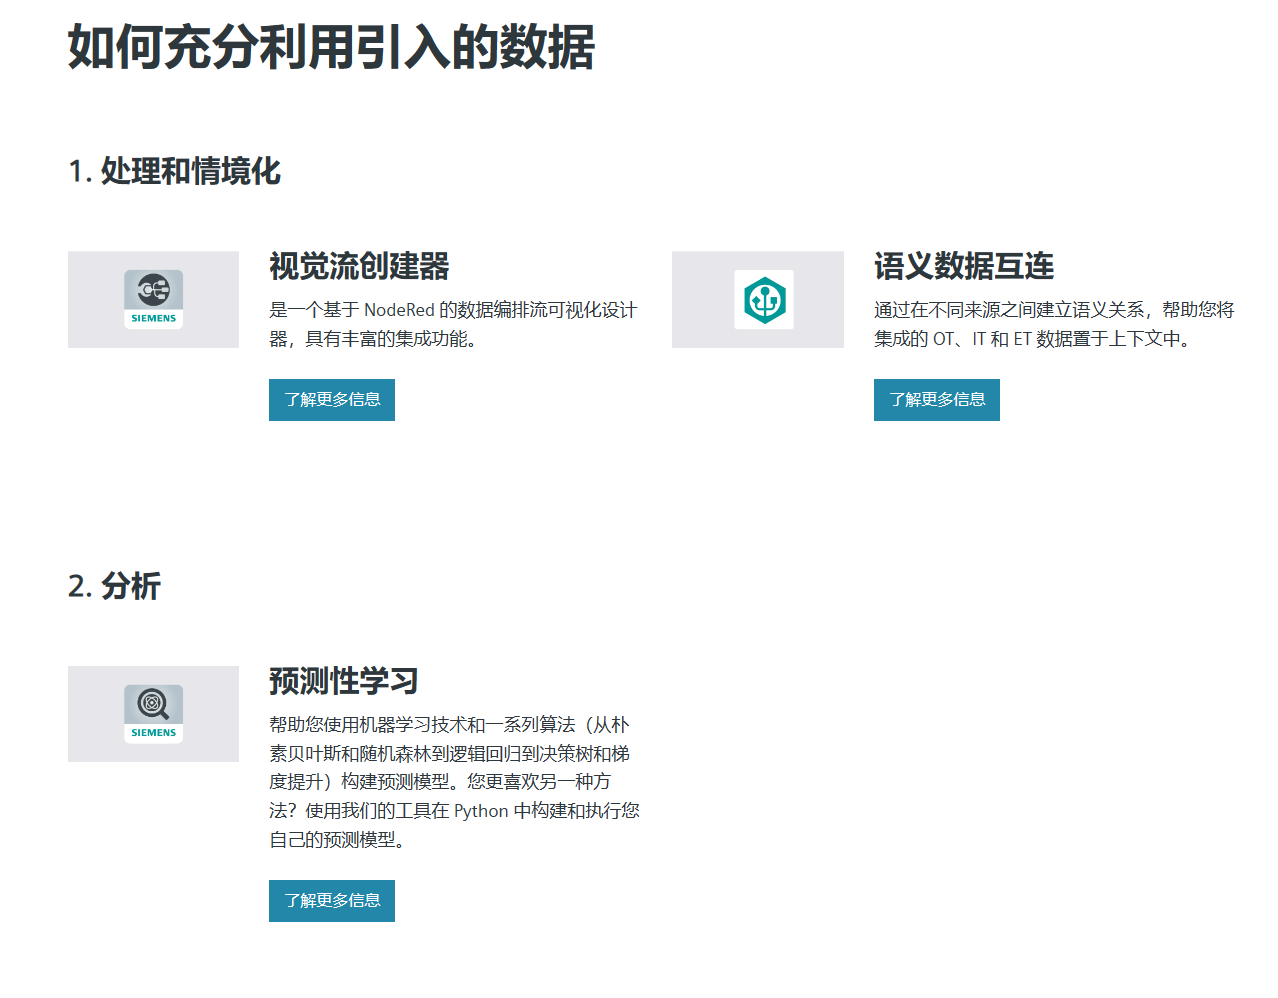 如何充分利用引入的数据
1. 处理和情境化
SIEMENS
视觉流创建器
是一个基于 NodeRed 的数据编排流可视化设计
器，具有丰富的集成功能。
了解更多信息
语义数据互连
通过在不同来源之间建立语义关系，帮助您将
集成的 OT、IT 和 ET 数据置于上下文中。
了解更多信息
2. 分析
SIEMENS
预测性学习
帮助您使用机器学习技术和一系列算法（从朴
素贝叶斯和随机森林到逻辑回归到决策树和梯
度提升）构建预测模型。您更喜欢另一种方
法？使用我们的工具在 Python 中构建和执行您
自己的预测模型。
了解更多信息